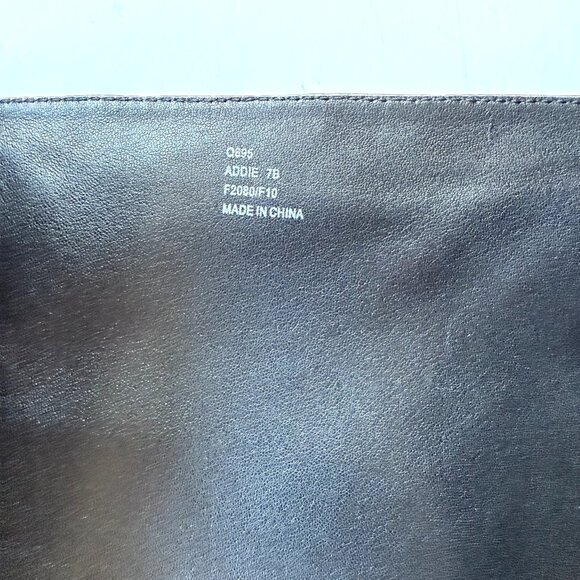 Q895
ADDIE 7B
F2080/F10
MADE IN CHINA